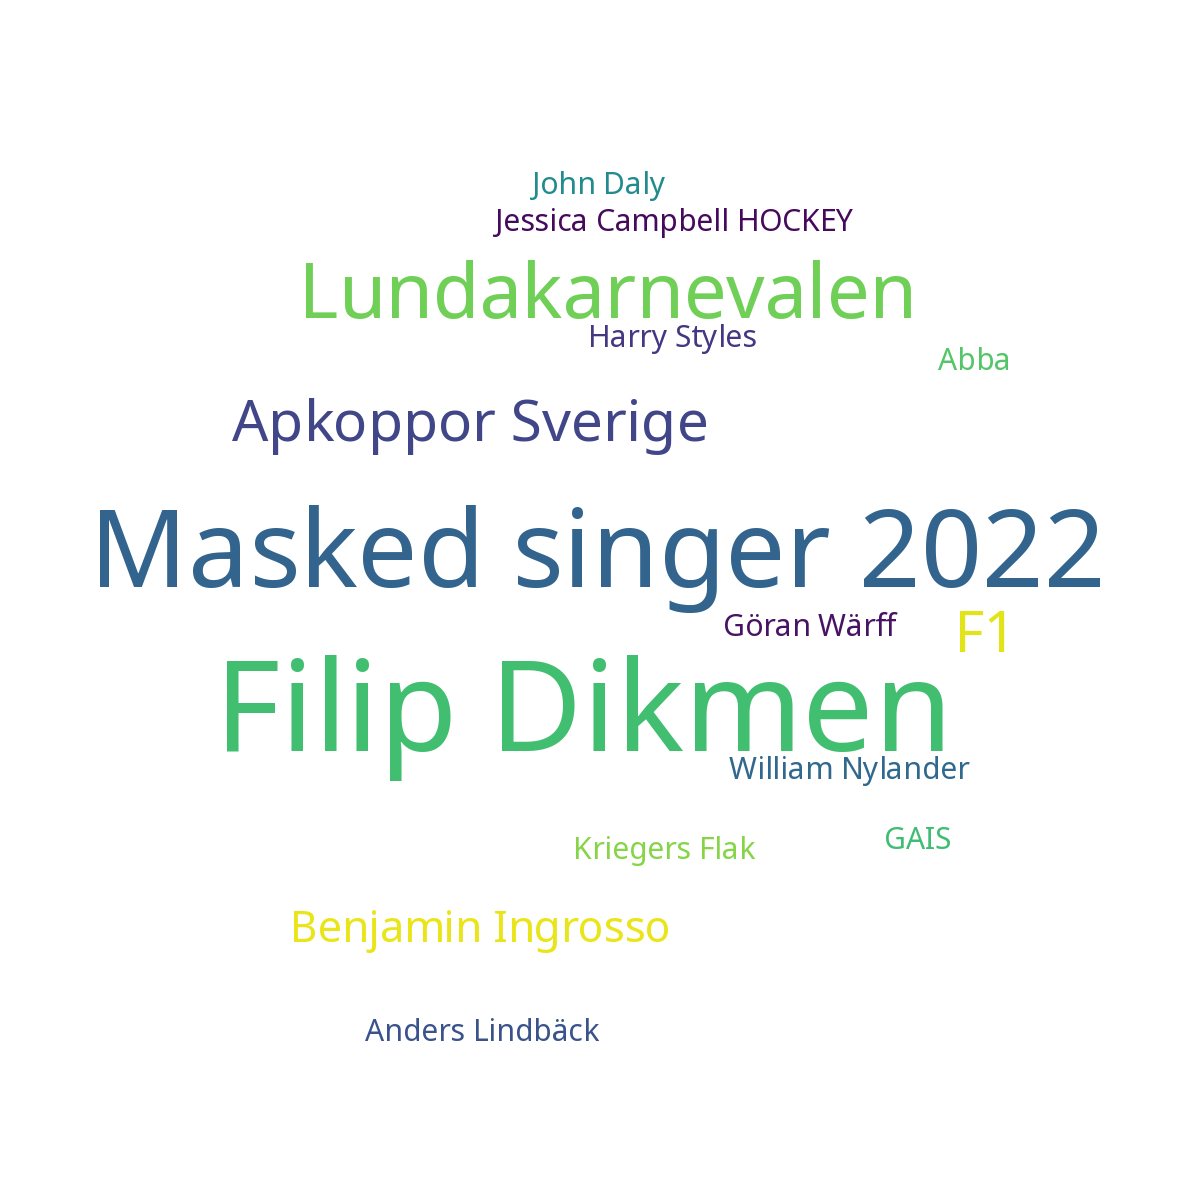 John Daly
Jessica Campbell HOCKEY
Lundakarnevalen
Harry Styles
Abba
Apkoppor Sverige
Masked singer 2022
Göran Wärff
F1
Filip Dikmen
William Nylander
GAIS
Kriegers Flak
Benjamin Ingrosso
Anders Lindbäck